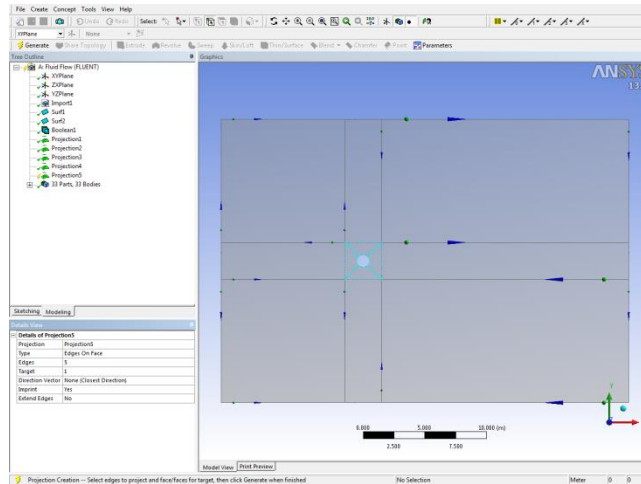 File Create Concept Tools View Help
Undo Redo Select:
XYPlane None
Generate Share Topology Extrude Revolve Sweep Skin/Loft Thin/Surface Blend Chamfer Point Parameters
Tree Outline
Graphics
A: Fluid Flow (FLUENT)
XYPlane
ZXPlane
YZPlane
Import1
Surf1
Surf2
Boolean1
Projection1
Projection2
Projection3
Projection4
Projection5
33 Parts, 33 Bodies
ANSYS
13
Sketching Modeling
Details View
Details of Projection5
Projection Projection5
Type Edges On Face
Edges 5
Target 1
Direction Vector None (Closest Direction)
Imprint Yes
Extend Edges No
Y
0.000 5.000 10.000 (m)
2.500 7.500
Model View Print Preview
Projection Creation -- Select edges to project and face/faces for target, then click Generate when finished No Selection Meter 0 0